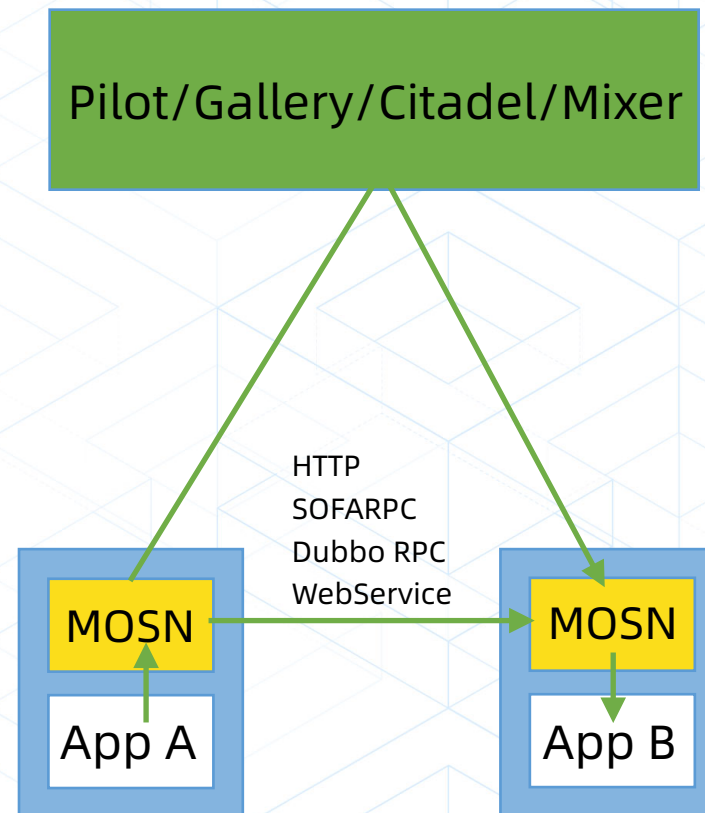 Pilot/Gallery/Citadel/Mixer
HTTP
SOFARPC
Dubbo RPC
WebService
MOSN
MOSN
App A
App B